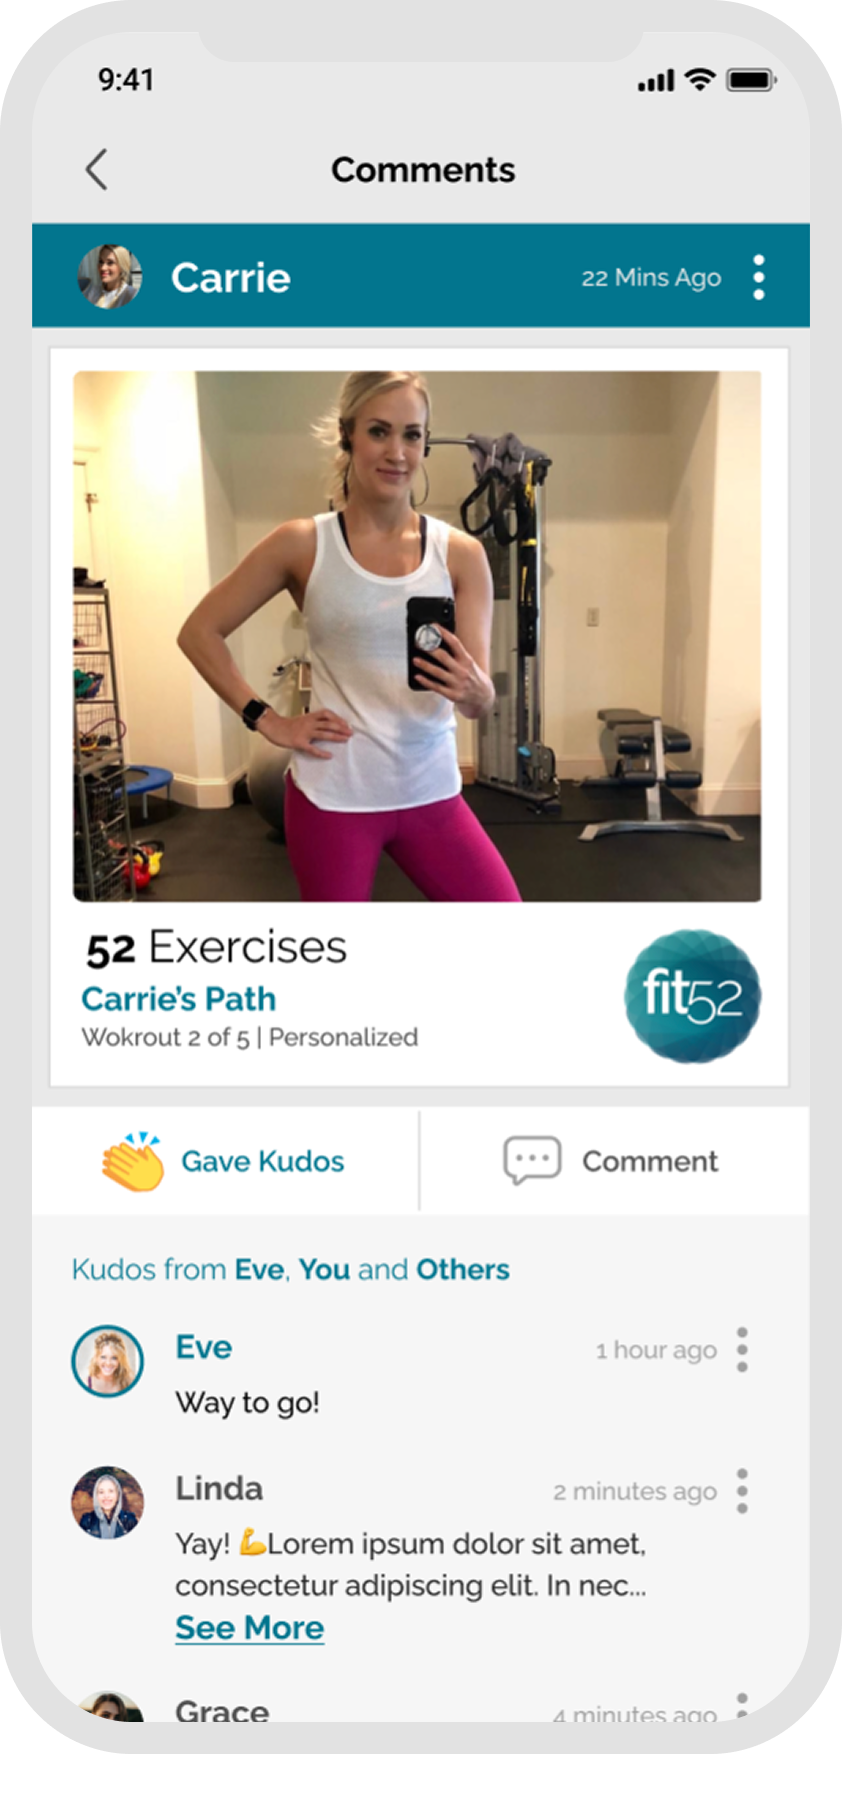 9:41
Comments
Carrie
22 Mins Ago
52 Exercises
Carrie's Path
Wokrout 2 of 5 | Personalized
fit52
Gave Kudos
Comment
Kudos from Eve, You and Others
Eve
1 hour ago
Way to go!
Linda
2 minutes ago
Yay! 💪Lorem ipsum dolor sit amet,
consectetur adipiscing elit. In nec...
See More
Grace
4 minutes ago